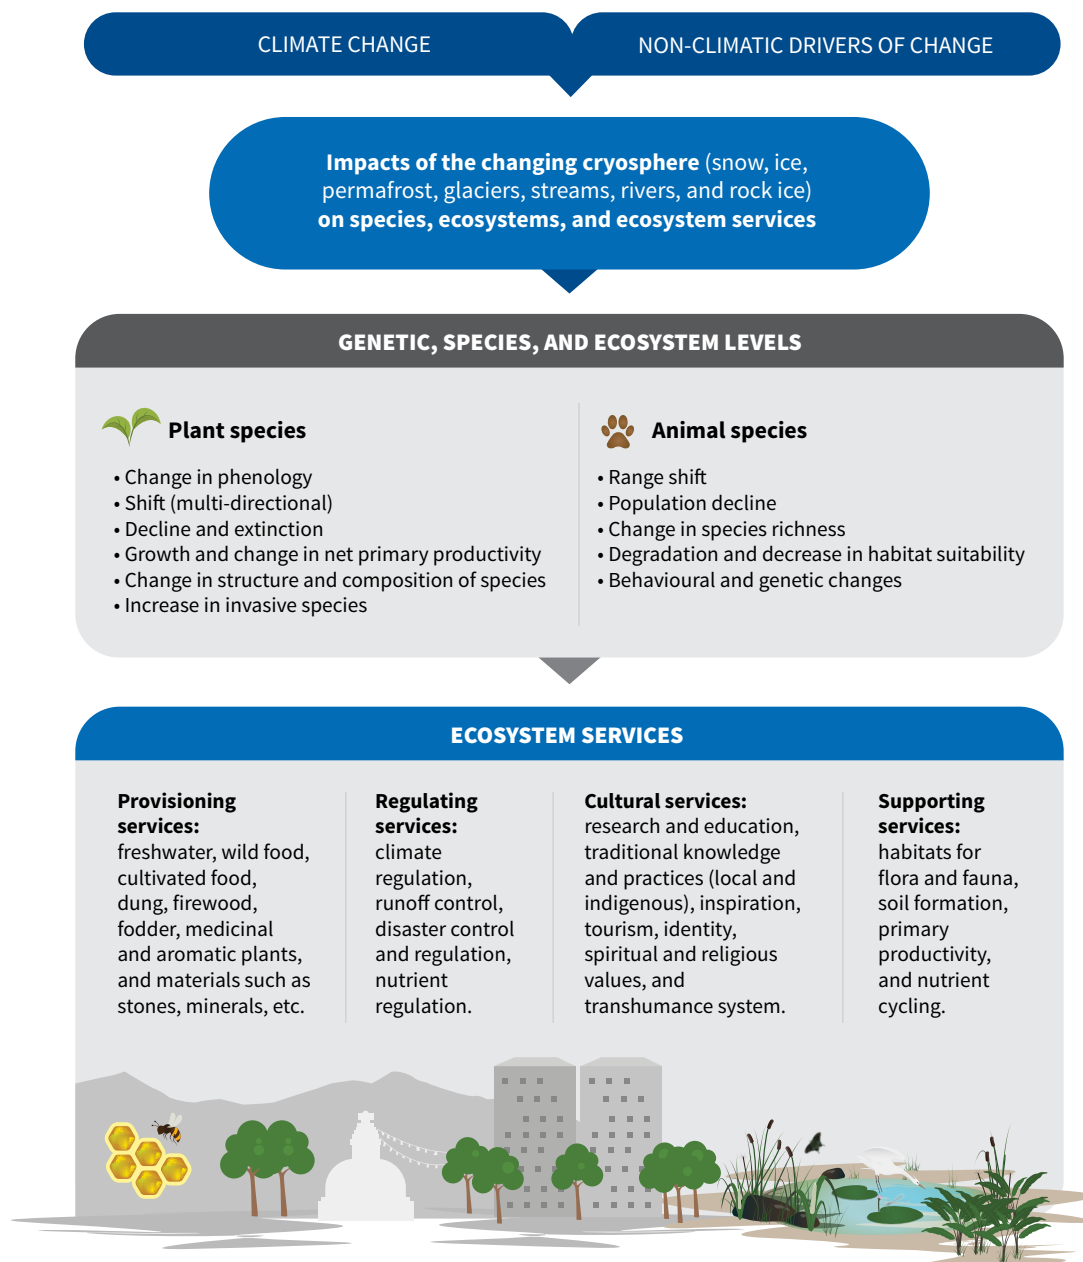 CLIMATE CHANGE
NON-CLIMATIC DRIVERS OF CHANGE
Impacts of the changing cryosphere (snow, ice,
permafrost, glaciers, streams, rivers, and rock ice)
on species, ecosystems, and ecosystem services
GENETIC, SPECIES, AND ECOSYSTEM LEVELS
Plant species
• Change in phenology
• Shift (multi-directional)
• Decline and extinction
• Growth and change in net primary productivity
• Change in structure and composition of species
• Increase in invasive species
Animal species
• Range shift
• Population decline
• Change in species richness
• Degradation and decrease in habitat suitability
• Behavioural and genetic changes
ECOSYSTEM SERVICES
Provisioning
services:
freshwater, wild food,
cultivated food,
dung, firewood,
fodder, medicinal
and aromatic plants,
and materials such as
stones, minerals, etc.
Regulating
services:
climate
regulation,
runoff control,
disaster control
and regulation,
nutrient
regulation.
Cultural services:
research and education,
traditional knowledge
and practices (local and
indigenous), inspiration,
tourism, identity,
spiritual and religious
values, and
transhumance system.
Supporting
services:
habitats for
flora and fauna,
soil formation,
primary
productivity,
and nutrient
cycling.